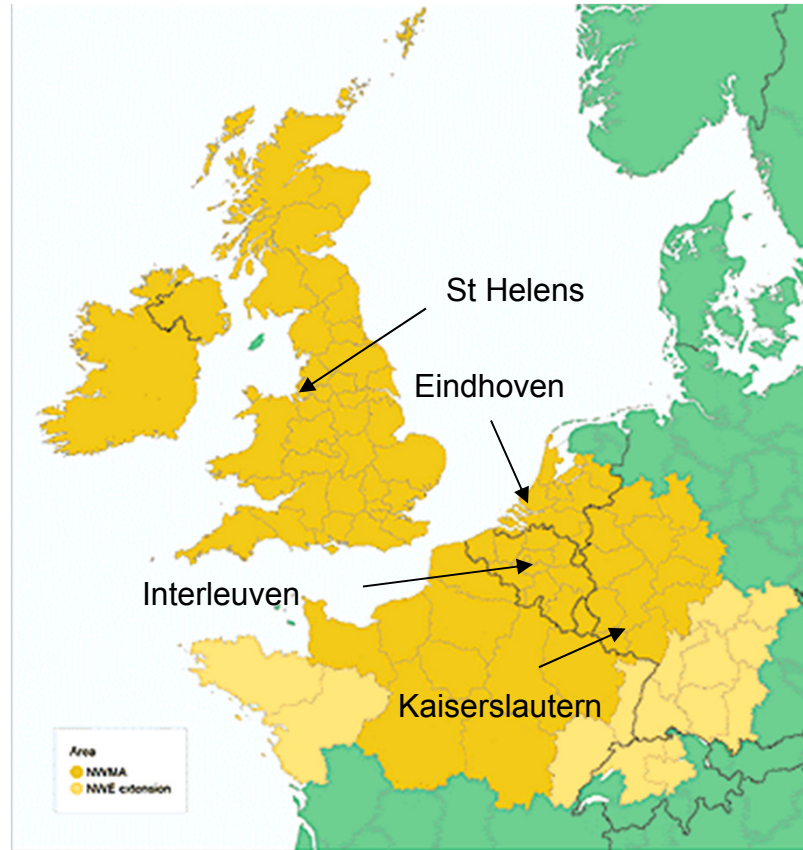 St Helens
Eindhoven
Interleuven
Kaiserslautern
Area
NWMA
NWE extension